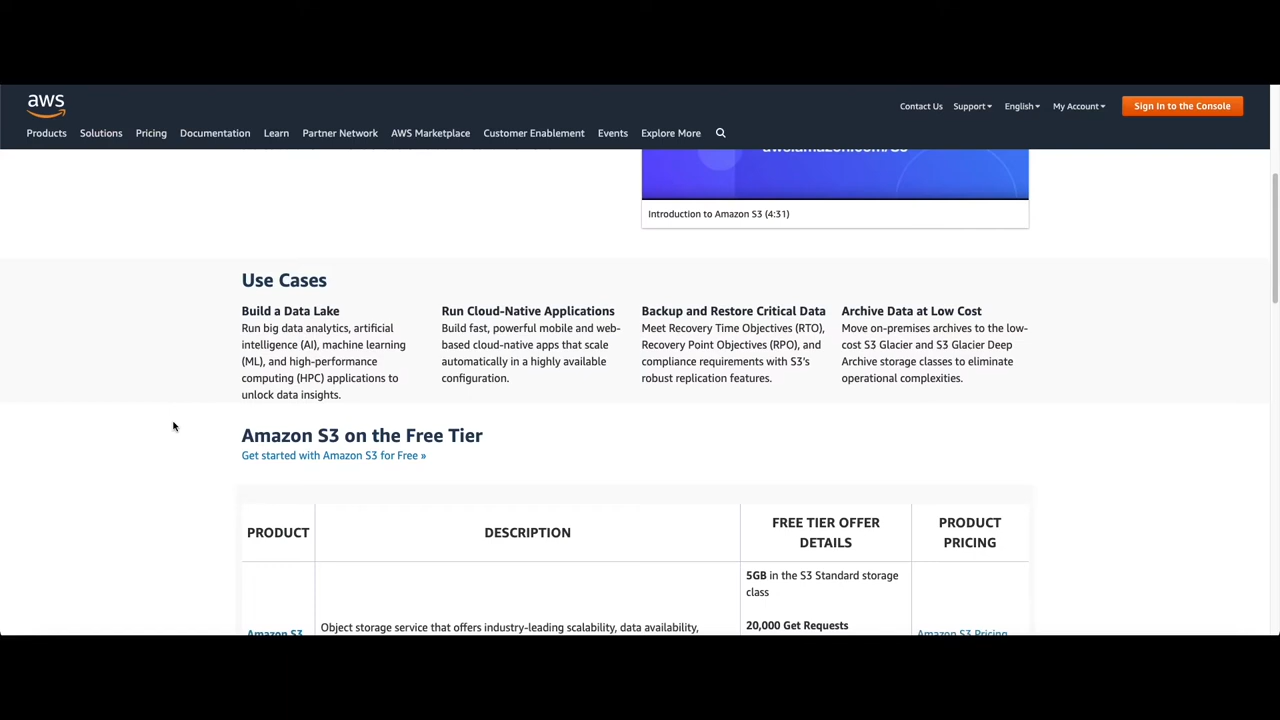 aws
Contact Us Support English My Account Sign In to the Console
Products Solutions Pricing Documentation Learn Partner Network AWS Marketplace Customer Enablement Events Explore More
Introduction to Amazon S3 (4:31)
Use Cases
Build a Data Lake
Run big data analytics, artificial
intelligence (AI), machine learning
(ML), and high-performance
computing (HPC) applications to
unlock data insights.
Run Cloud-Native Applications
Build fast, powerful mobile and web-
based cloud-native apps that scale
automatically in a highly available
configuration.
Backup and Restore Critical Data
Meet Recovery Time Objectives (RTO),
Recovery Point Objectives (RPO), and
compliance requirements with S3's
robust replication features.
Archive Data at Low Cost
Move on-premises archives to the low-
cost S3 Glacier and S3 Glacier Deep
Archive storage classes to eliminate
operational complexities.
Amazon S3 on the Free Tier
Get started with Amazon S3 for Free »
PRODUCT
DESCRIPTION
FREE TIER OFFER
DETAILS
PRODUCT
PRICING
Amazon S3
Object storage service that offers industry-leading scalability, data availability,
5GB in the S3 Standard storage
class
20,000 Get Requests
Amazon S3 Pricing